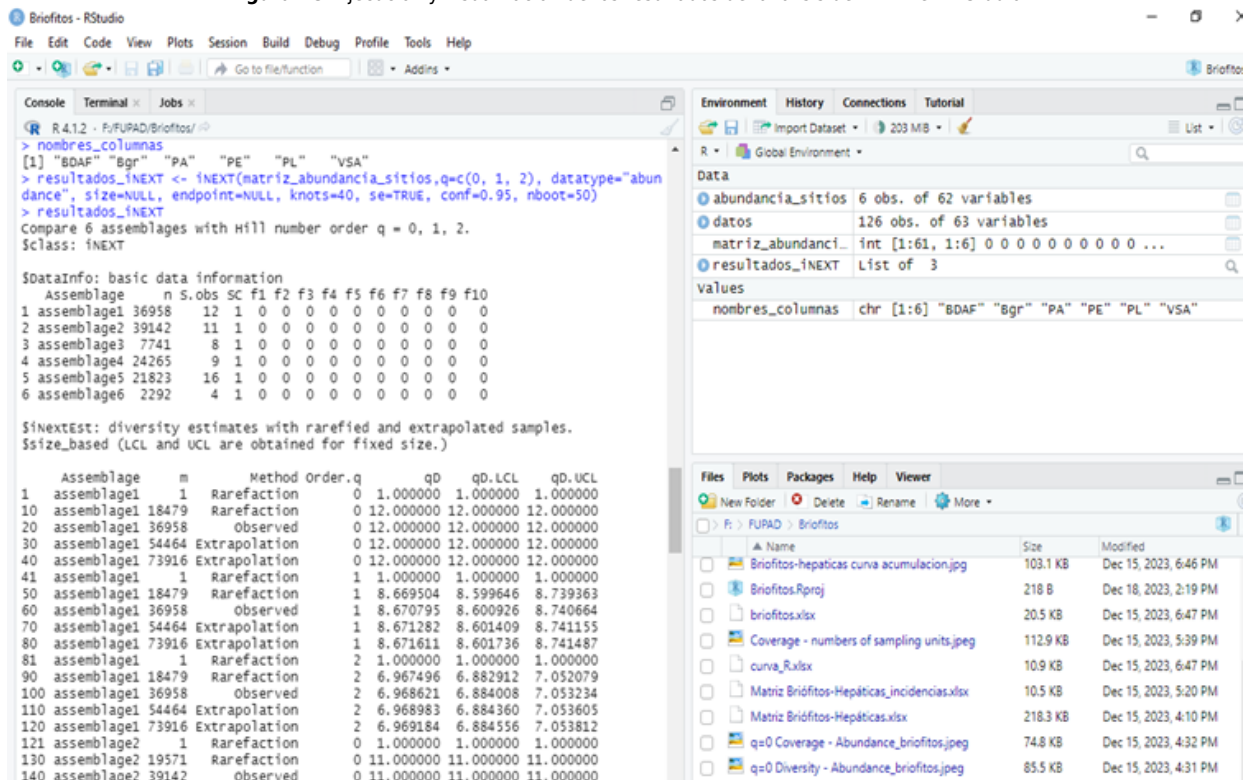 Briofitos - RStudio
File Edit Code View Plots Session Build Debug Profile Tools Help
Go to file/function Addins
Console Terminal Jobs
R 4.1.2 · F:/FUPAD/Briofitos/
> nombres_columnas
[1] "BDAF" "Bgr" "PA" "PE" "PL" "VSA"
> resultados_iNEXT <- iNEXT(matriz_abundancia_sitios,q=c(0, 1, 2), datatype="abun
dance", size=NULL, endpoint=NULL, knots=40, se=TRUE, conf=0.95, nboot=50)
> resultados_iNEXT
Compare 6 assemblages with Hill number order q = 0, 1, 2.
$class: iNEXT
$DataInfo: basic data information
Assemblage n S.obs SC f1 f2 f3 f4 f5 f6 f7 f8 f9 f10
1 assemblage1 36958 12 1 0 0 0 0 0 0 0 0 0 0
2 assemblage2 39142 11 1 0 0 0 0 0 0 0 0 0 0
3 assemblage3 7741 8 1 0 0 0 0 0 0 0 0 0 0
4 assemblage4 24265 9 1 0 0 0 0 0 0 0 0 0 0
5 assemblage5 21823 16 1 0 0 0 0 0 0 0 0 0 0
6 assemblage6 2292 4 1 0 0 0 0 0 0 0 0 0 0
$iNextEst: diversity estimates with rarefied and extrapolated samples.
$size_based (LCL and UCL are obtained for fixed size.)
Assemblage m Method Order.q qD qD.LCL qD.UCL
1 assemblage1 1 Rarefaction 0 1.000000 1.000000 1.000000
10 assemblage1 18479 Rarefaction 0 12.000000 12.000000 12.000000
20 assemblage1 36958 Observed 0 12.000000 12.000000 12.000000
30 assemblage1 54464 Extrapolation 0 12.000000 12.000000 12.000000
40 assemblage1 73916 Extrapolation 0 12.000000 12.000000 12.000000
41 assemblage1 1 Rarefaction 1 1.000000 1.000000 1.000000
50 assemblage1 18479 Rarefaction 1 8.669504 8.599646 8.739363
60 assemblage1 36958 Observed 1 8.670795 8.600926 8.740664
70 assemblage1 54464 Extrapolation 1 8.671282 8.601409 8.741155
80 assemblage1 73916 Extrapolation 1 8.671611 8.601736 8.741487
81 assemblage1 1 Rarefaction 2 1.000000 1.000000 1.000000
90 assemblage1 18479 Rarefaction 2 6.967496 6.882912 7.052079
100 assemblage1 36958 Observed 2 6.968621 6.884008 7.053234
110 assemblage1 54464 Extrapolation 2 6.968983 6.884360 7.053605
120 assemblage1 73916 Extrapolation 2 6.969184 6.884556 7.053812
121 assemblage2 1 Rarefaction 0 1.000000 1.000000 1.000000
130 assemblage2 19571 Rarefaction 0 11.000000 11.000000 11.000000
140 assemblage2 39142 Observed 0 11.000000 11.000000 11.000000
Environment History Connections Tutorial
Import Dataset 203 MiB List
R Global Environment
Data
abundancia_sitios 6 obs. of 62 variables
datos 126 obs. of 63 variables
matriz_abundanci… int [1:61, 1:6] 0 0 0 0 0 0 0 0 0 0 ...
resultados_iNEXT List of 3
Values
nombres_columnas chr [1:6] "BDAF" "Bgr" "PA" "PE" "PL" "VSA"
Files Plots Packages Help Viewer
New Folder Delete Rename More
F: > FUPAD > Briofitos
Name Size Modified
Briofitos-hepaticas curva acumulacion.jpg 103.1 KB Dec 15, 2023, 6:46 PM
Briofitos.Rproj 218 B Dec 18, 2023, 2:19 PM
briofitos.xlsx 20.5 KB Dec 15, 2023, 6:47 PM
Coverage - numbers of sampling units.jpeg 112.9 KB Dec 15, 2023, 5:39 PM
curva_R.xlsx 10.9 KB Dec 15, 2023, 6:47 PM
Matriz Briófitos-Hepáticas_incidencias.xlsx 10.5 KB Dec 15, 2023, 5:20 PM
Matriz Briófitos-Hepáticas.xlsx 218.3 KB Dec 15, 2023, 4:10 PM
q=0 Coverage - Abundance_briofitos.jpeg 74.8 KB Dec 15, 2023, 4:32 PM
q=0 Diversity - Abundance_briofitos.jpeg 85.5 KB Dec 15, 2023, 4:31 PM